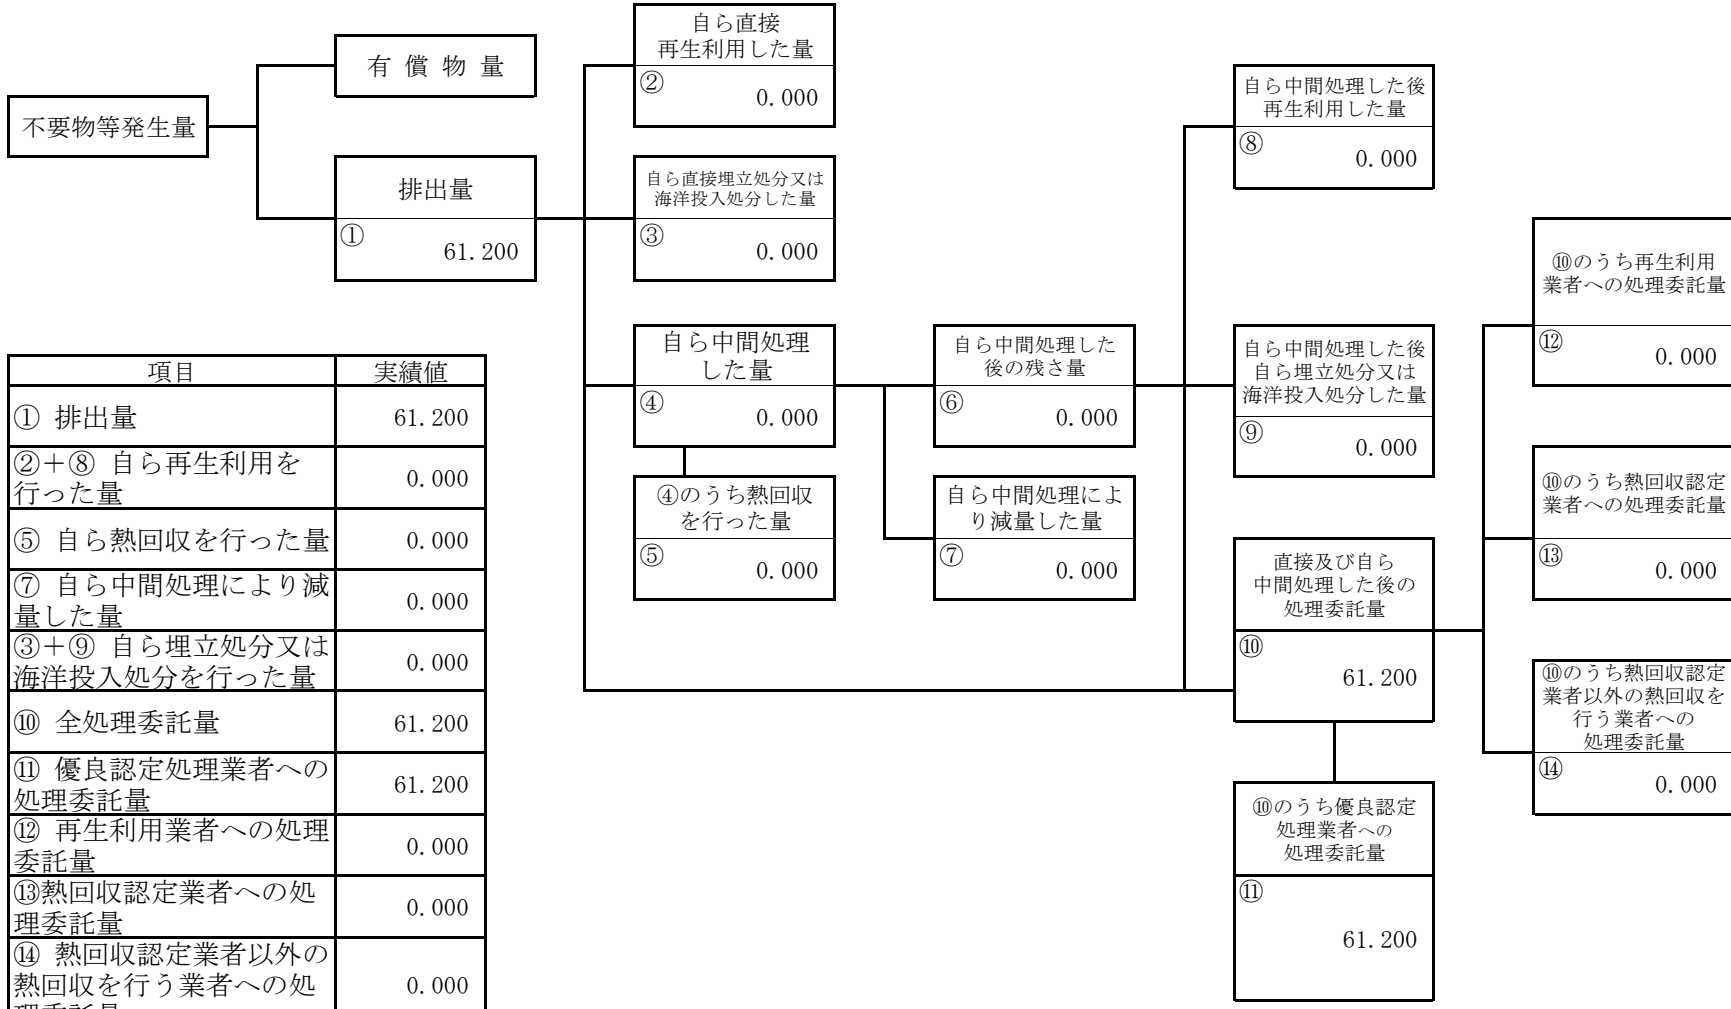 不要物等発生量
有 償 物 量
排出量
①
61.200
自ら直接
再生利用した量
②
0.000
自ら直接埋立処分又は
海洋投入処分した量
③
0.000
自ら中間処理
した量
④
0.000
④のうち熱回収
を行った量
⑤
0.000
自ら中間処理した
後の残さ量
⑥
0.000
自ら中間処理によ
り減量した量
⑦
0.000
自ら中間処理した後
再生利用した量
⑧
0.000
自ら中間処理した後
自ら埋立処分又は
海洋投入処分した量
⑨
0.000
直接及び自ら
中間処理した後の
処理委託量
⑩
61.200
⑩のうち優良認定
処理業者への
処理委託量
⑪
61.200
⑩のうち再生利用
業者への処理委託量
⑫
0.000
⑩のうち熱回収認定
業者への処理委託量
⑬
0.000
⑩のうち熱回収認定
業者以外の熱回収を
行う業者への
処理委託量
⑭
0.000
項目 実績値
① 排出量 61.200
②＋⑧ 自ら再生利用を
行った量 0.000
⑤ 自ら熱回収を行った量 0.000
⑦ 自ら中間処理により減
量した量 0.000
③＋⑨ 自ら埋立処分又は
海洋投入処分を行った量 0.000
⑩ 全処理委託量 61.200
⑪ 優良認定処理業者への
処理委託量 61.200
⑫ 再生利用業者への処理
委託量 0.000
⑬熱回収認定業者への処
理委託量 0.000
⑭ 熱回収認定業者以外の
熱回収を行う業者への処 0.000